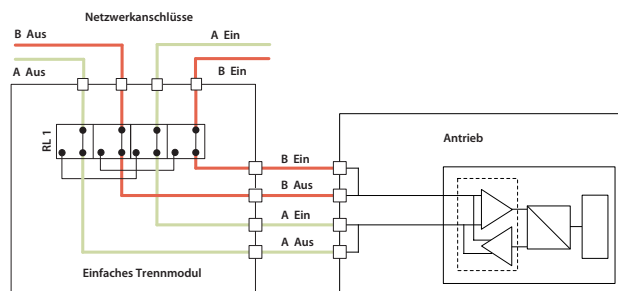 Netzwerkanschlüsse
B Aus
A Ein
A Aus
B Ein
RL 1
Antrieb
B Ein
B Aus
A Ein
A Aus
Einfaches Trennmodul